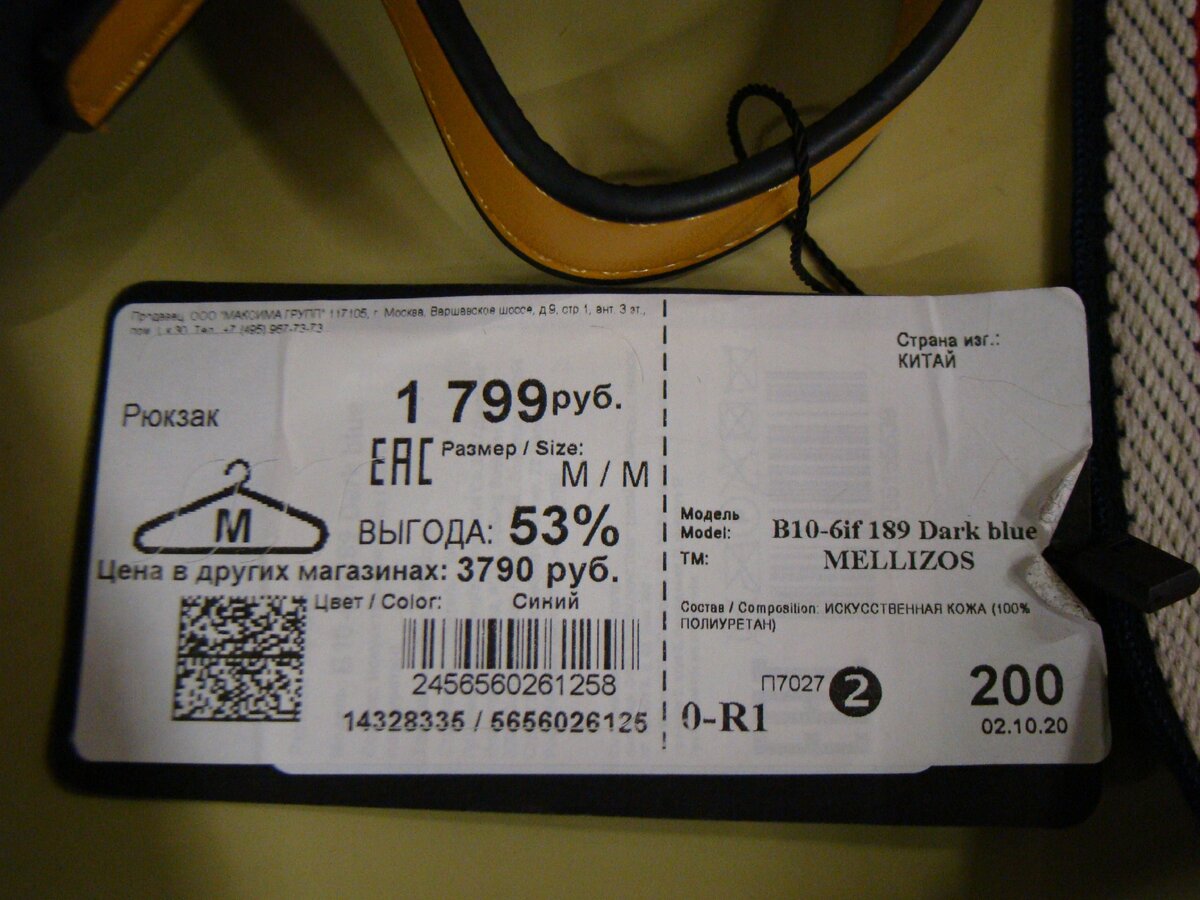 Продавец: ООО "МАКСИМА ГРУПП" 117105, г. Москва, Варшавское шоссе, д.9, стр 1, ант. 3 эт.,
пом. I, к.30. Тел.: +7 (495) 967-73-73
Рюкзак
1 799 руб.
ЕАС Размер / Size:
M / M
M
ВЫГОДА: 53%
Цена в других магазинах: 3790 руб.
Цвет / Color: Синий
2456560261258
14328335 / 5656026125
Страна изг.:
КИТАЙ
Модель
Model: B10-6if 189 Dark blue
ТМ: MELLIZOS
Состав / Composition: ИСКУССТВЕННАЯ КОЖА (100%
ПОЛИУРЕТАН)
П7027 2 200
0-R1 02.10.20